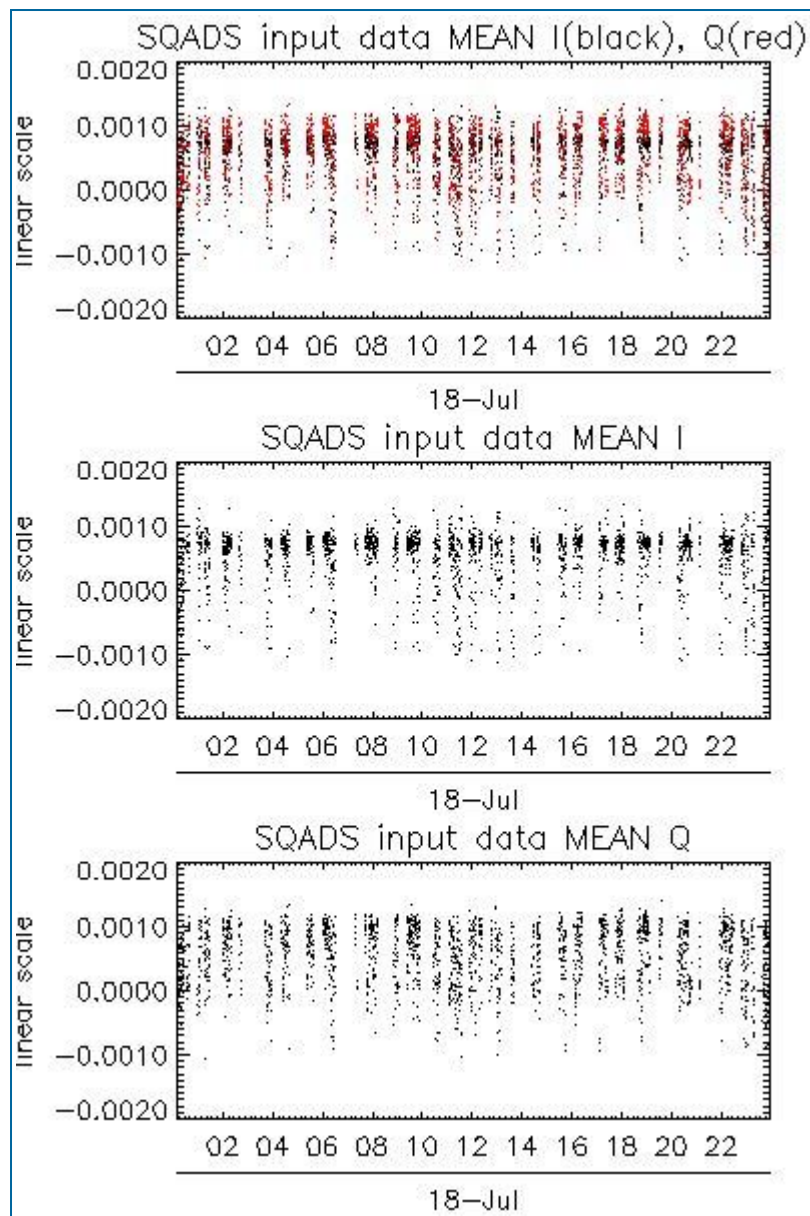 SQADS input data MEAN I(black), Q(red)
linear scale
0.0020
0.0010
0.0000
−0.0010
−0.0020
02 04 06 08 10 12 14 16 18 20 22
18−Jul
SQADS input data MEAN I
linear scale
0.0020
0.0010
0.0000
−0.0010
−0.0020
02 04 06 08 10 12 14 16 18 20 22
18−Jul
SQADS input data MEAN Q
linear scale
0.0020
0.0010
0.0000
−0.0010
−0.0020
02 04 06 08 10 12 14 16 18 20 22
18−Jul